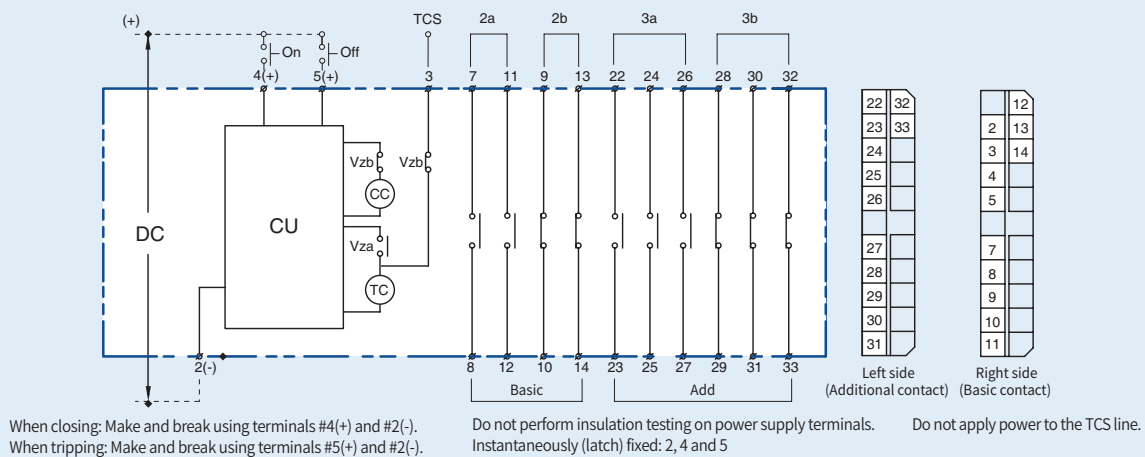 (+)
TCS
2a
2b
3a
3b
On
Off
4(+)
5(+)
3
7
11
9
13
22
24
26
28
30
32
Vzb
Vzb
CC
DC
CU
Vza
TC
2(-)
8
12
10
14
23
25
27
29
31
33
Basic
Add
22 32
23 33
24
25
26
27
28
29
30
31
Left side
(Additional contact)
12
2 13
3 14
4
5
7
8
9
10
11
Right side
(Basic contact)
When closing: Make and break using terminals #4(+) and #2(-).
When tripping: Make and break using terminals #5(+) and #2(-).
Do not perform insulation testing on power supply terminals.
Instantaneously (latch) fixed: 2, 4 and 5
Do not apply power to the TCS line.